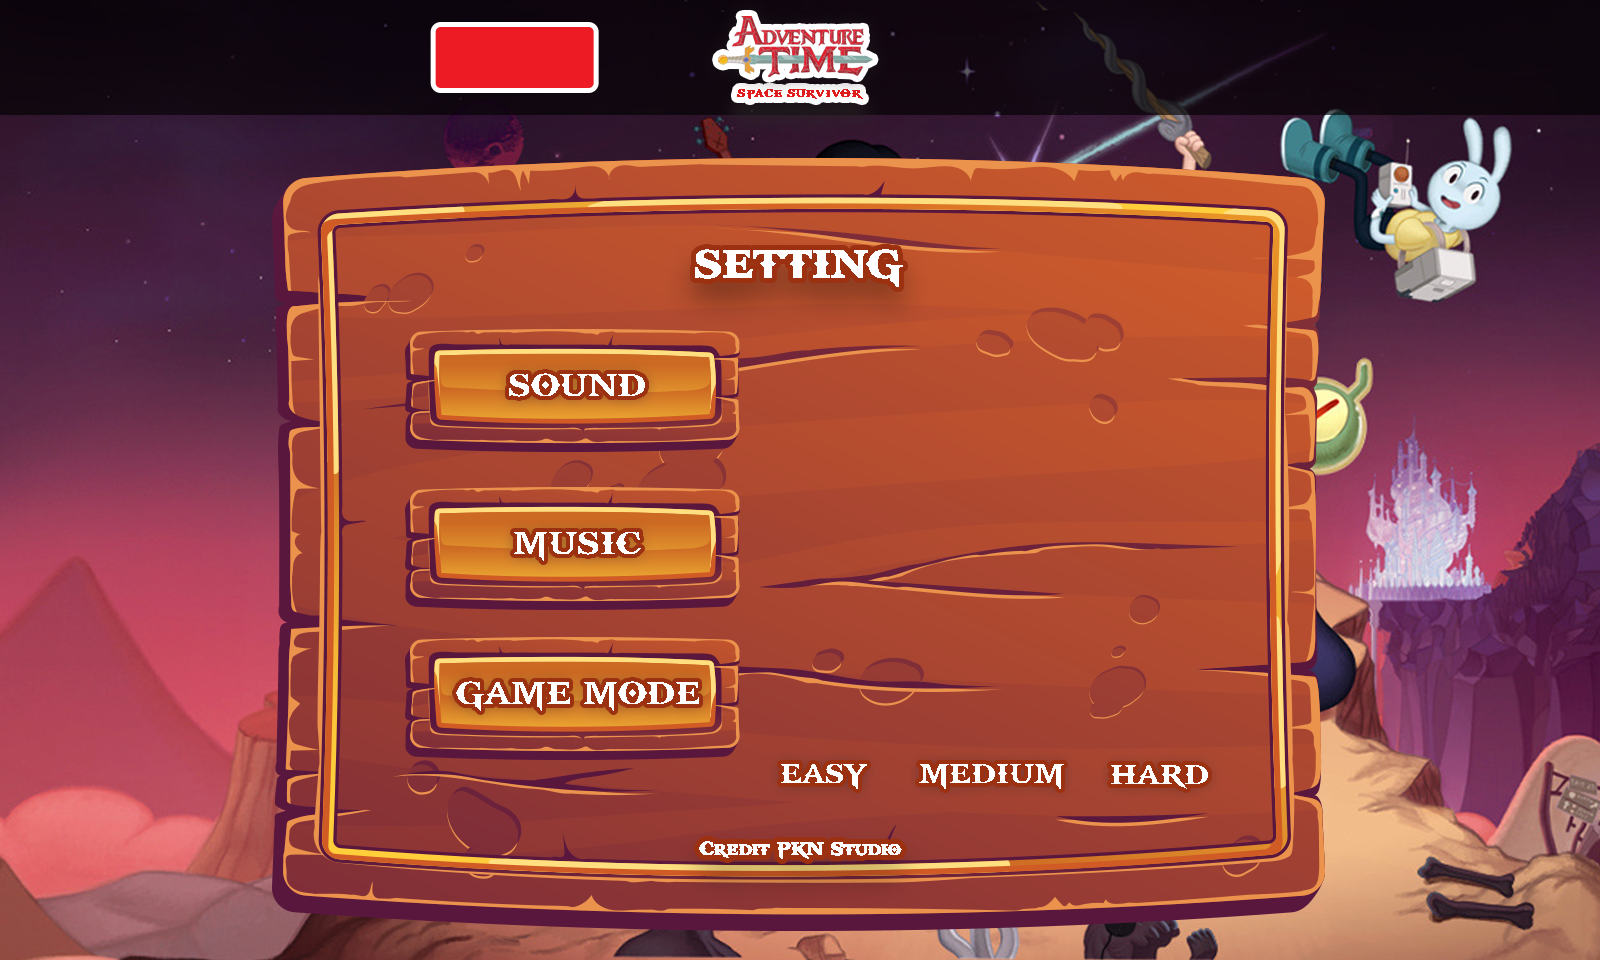 ADVENTURE
TIME
SPACE SURVIVOR
SETTING
SOUND
MUSIC
GAME MODE
EASY MEDIUM HARD
CREDIT PKN STUDIO